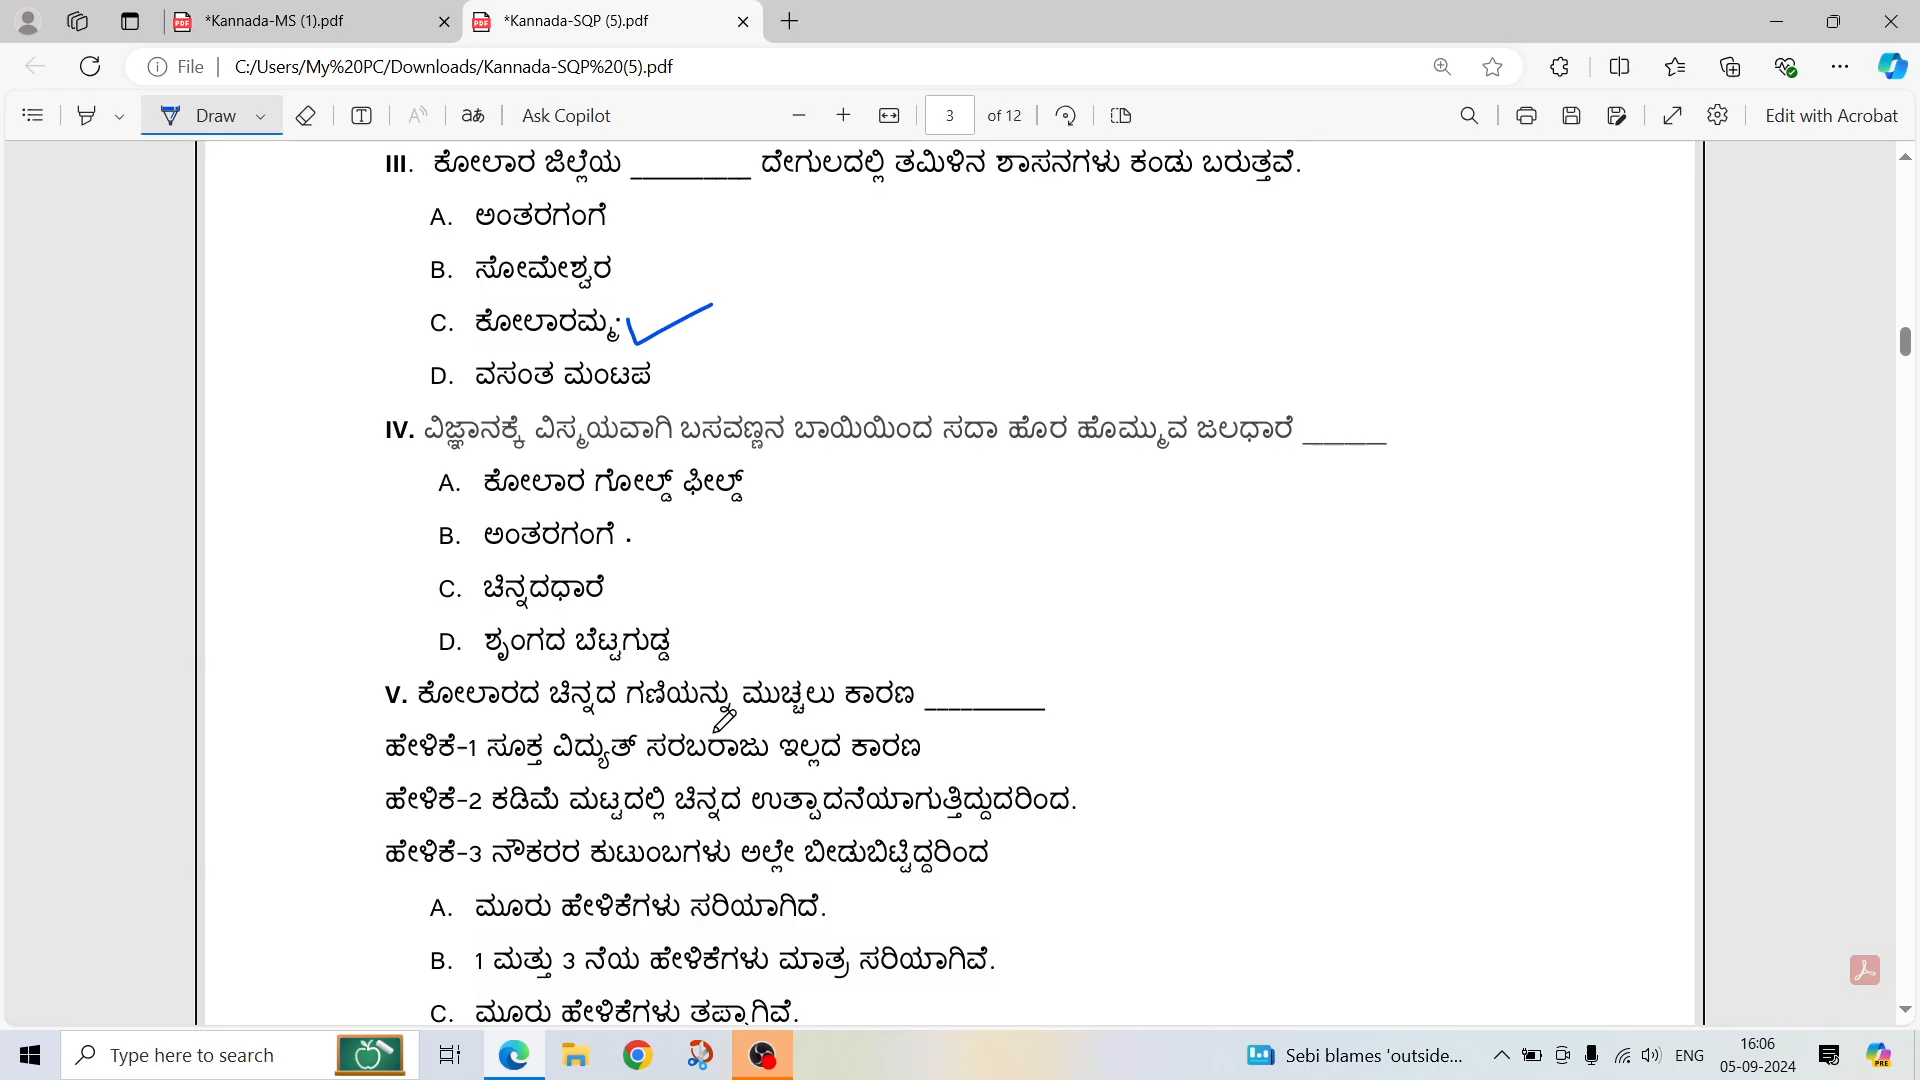 *Kannada-MS (1).pdf
*Kannada-SQP (5).pdf
File
C:/Users/My%20PC/Downloads/Kannada-SQP%20(5).pdf
Draw
aあ
Ask Copilot
3 of 12
Edit with Acrobat
III. ಕೋಲಾರ ಜಿಲ್ಲೆಯ __________ ದೇಗುಲದಲ್ಲಿ ತಮಿಳಿನ ಶಾಸನಗಳು ಕಂಡು ಬರುತ್ತವೆ.
A. ಅಂತರಗಂಗೆ
B. ಸೋಮೇಶ್ವರ
C. ಕೋಲಾರಮ್ಮ
D. ವಸಂತ ಮಂಟಪ
IV. ವಿಜ್ಞಾನಕ್ಕೆ ವಿಸ್ಮಯವಾಗಿ ಬಸವಣ್ಣನ ಬಾಯಿಯಿಂದ ಸದಾ ಹೊರ ಹೊಮ್ಮುವ ಜಲಧಾರೆ _______
A. ಕೋಲಾರ ಗೋಲ್ಡ್ ಫೀಲ್ಡ್
B. ಅಂತರಗಂಗೆ .
C. ಚಿನ್ನದಧಾರೆ
D. ಶೃಂಗದ ಬೆಟ್ಟಗುಡ್ಡ
V. ಕೋಲಾರದ ಚಿನ್ನದ ಗಣಿಯನ್ನು ಮುಚ್ಚಲು ಕಾರಣ __________
ಹೇಳಿಕೆ-1 ಸೂಕ್ತ ವಿದ್ಯುತ್ ಸರಬರಾಜು ಇಲ್ಲದ ಕಾರಣ
ಹೇಳಿಕೆ-2 ಕಡಿಮೆ ಮಟ್ಟದಲ್ಲಿ ಚಿನ್ನದ ಉತ್ಪಾದನೆಯಾಗುತ್ತಿದ್ದುದರಿಂದ.
ಹೇಳಿಕೆ-3 ನೌಕರರ ಕುಟುಂಬಗಳು ಅಲ್ಲೇ ಬೀಡುಬಿಟ್ಟಿದ್ದರಿಂದ
A. ಮೂರು ಹೇಳಿಕೆಗಳು ಸರಿಯಾಗಿದೆ.
B. 1 ಮತ್ತು 3 ನೆಯ ಹೇಳಿಕೆಗಳು ಮಾತ್ರ ಸರಿಯಾಗಿವೆ.
C. ಮೂರು ಹೇಳಿಕೆಗಳು ತಪ್ಪಾಗಿವೆ.
Type here to search
Sebi blames 'outside...
ENG
16:06
05-09-2024